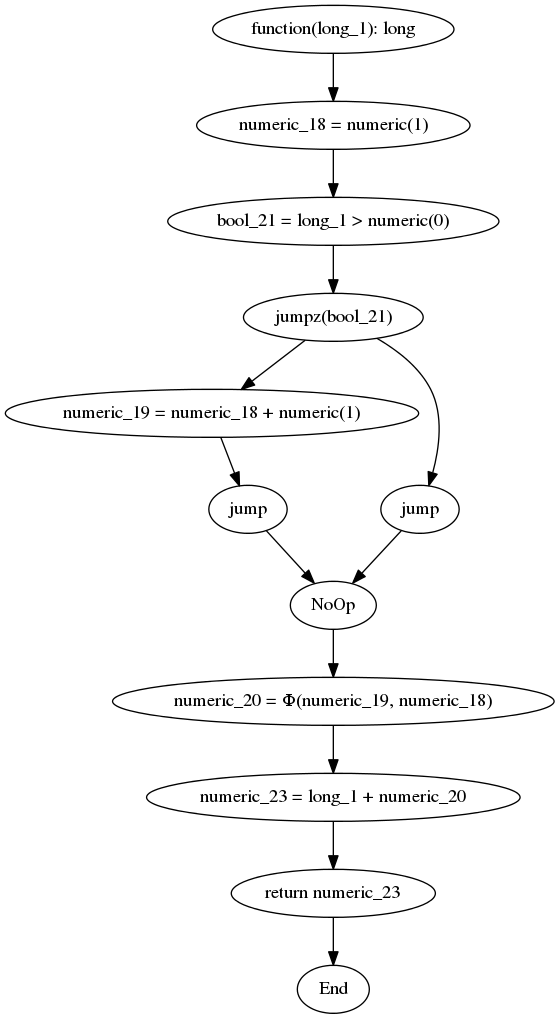 function(long_1): long
numeric_18 = numeric(1)
bool_21 = long_1 > numeric(0)
jumpz(bool_21)
numeric_19 = numeric_18 + numeric(1)
jump
jump
NoOp
numeric_20 = Φ(numeric_19, numeric_18)
numeric_23 = long_1 + numeric_20
return numeric_23
End